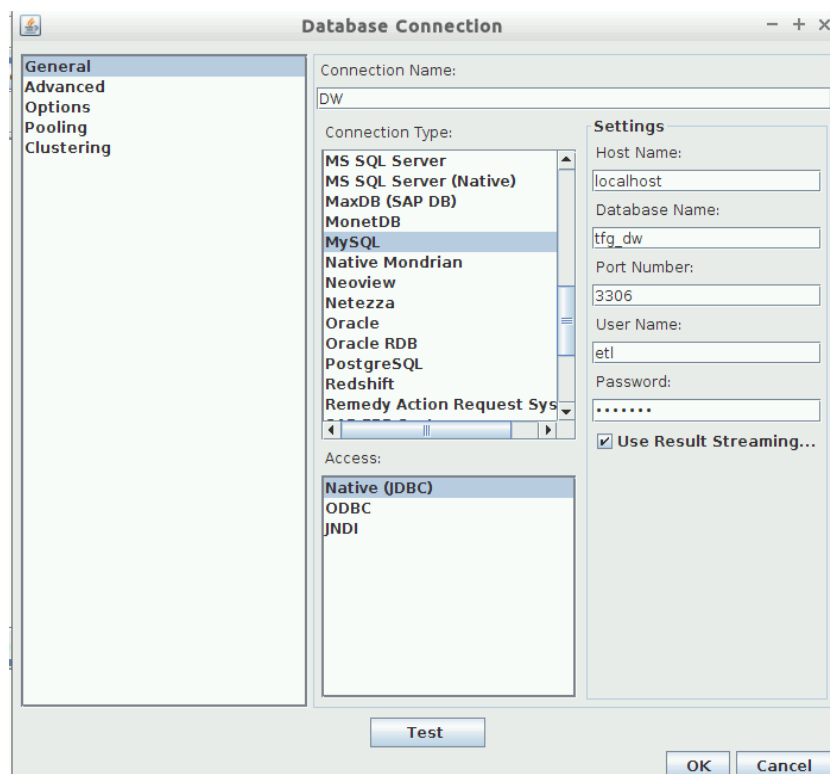 Database Connection
General
Advanced
Options
Pooling
Clustering
Connection Name:
DW
Connection Type:
MS SQL Server
MS SQL Server (Native)
MaxDB (SAP DB)
MonetDB
MySQL
Native Mondrian
Neoview
Netezza
Oracle
Oracle RDB
PostgreSQL
Redshift
Remedy Action Request Sys
Access:
Native (JDBC)
ODBC
JNDI
Settings
Host Name:
localhost
Database Name:
tfg_dw
Port Number:
3306
User Name:
etl
Password:
•••••••
Use Result Streaming...
Test
OK
Cancel